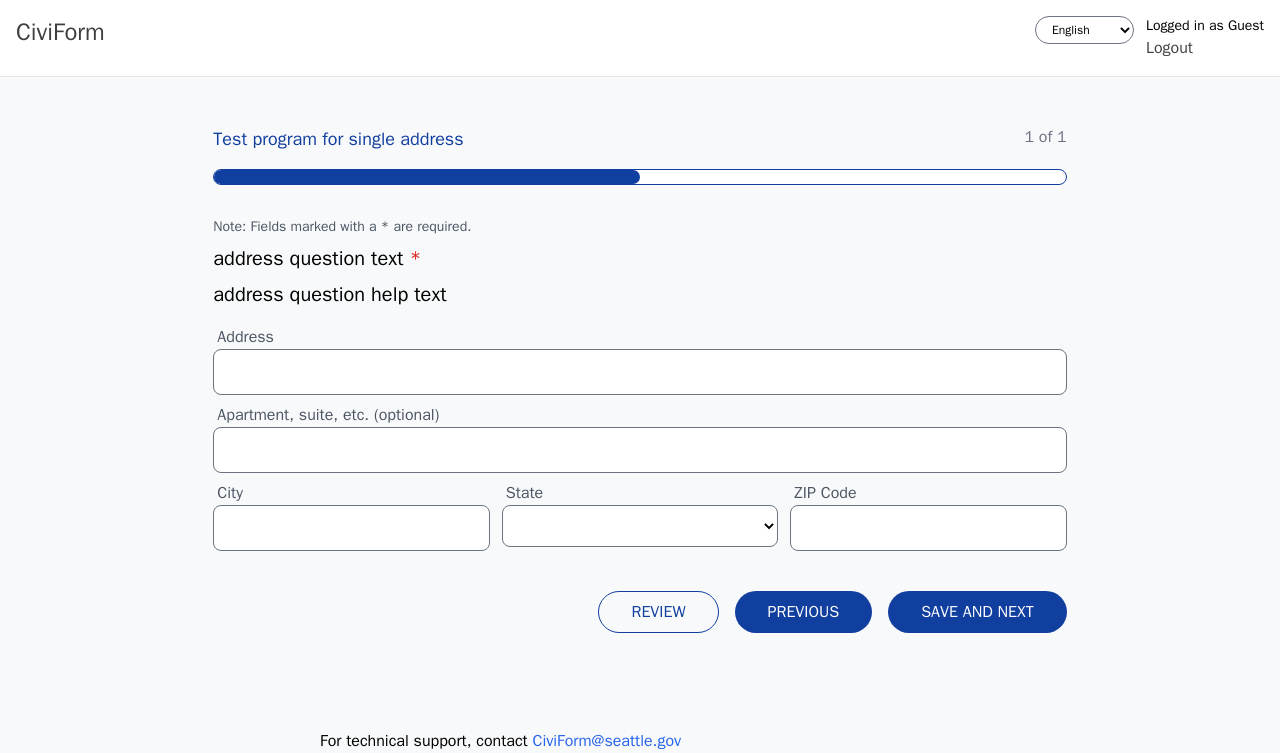 CiviForm
English
Logged in as Guest
Logout
Test program for single address
1 of 1
Note: Fields marked with a * are required.
address question text *
address question help text
Address
Apartment, suite, etc. (optional)
City
State
ZIP Code
REVIEW
PREVIOUS
SAVE AND NEXT
For technical support, contact CiviForm@seattle.gov